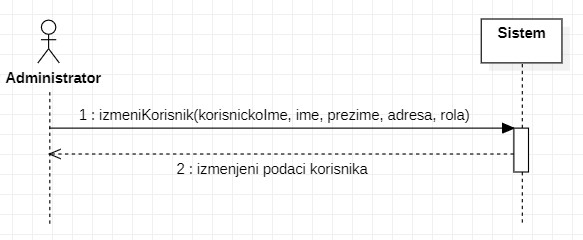 Sistem
Administrator
1 : izmeniKorisnik(korisnickoIme, ime, prezime, adresa, rola)
2 : izmenjeni podaci korisnika